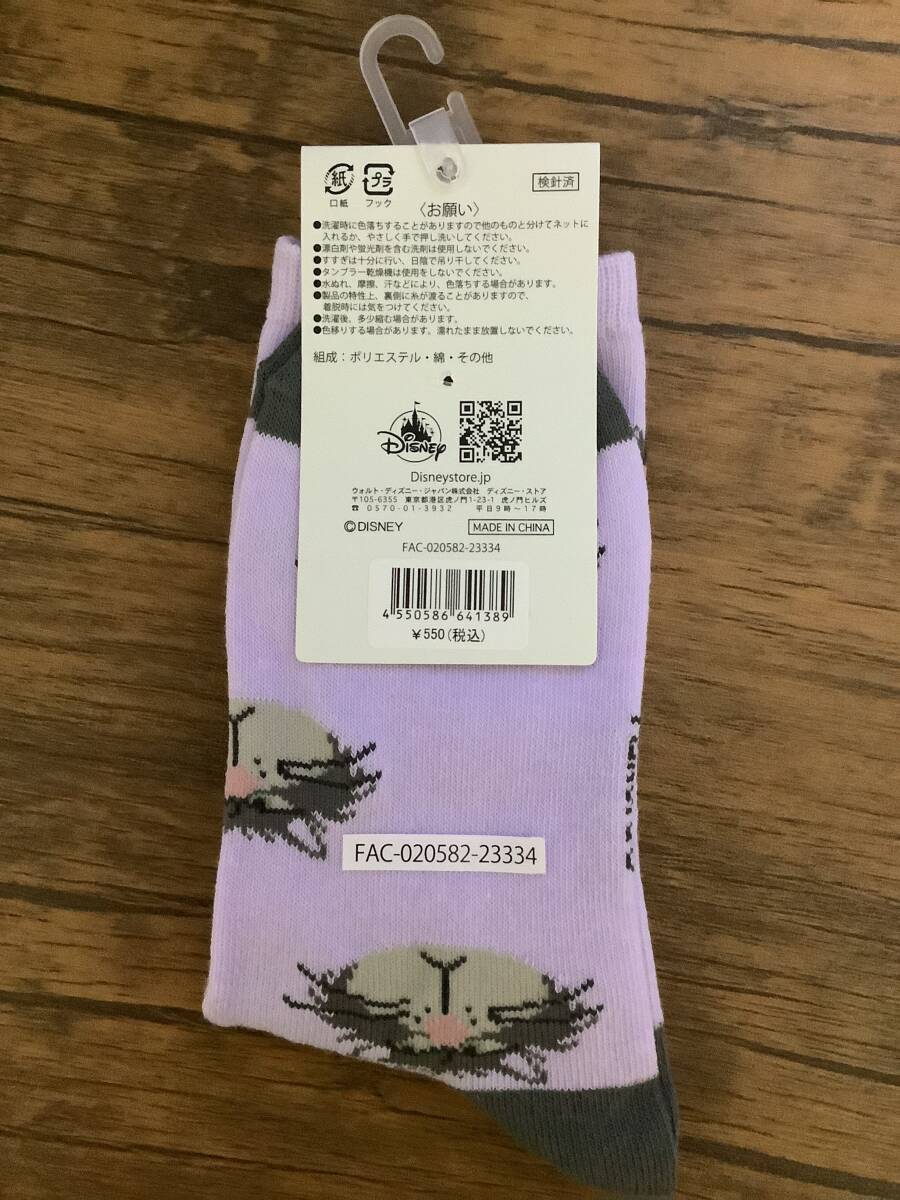 紙 プラ 検針済
口紙 フック
〈お願い〉
●洗濯時に色落ちすることがありますので他のものと分けてネットに
入れるか、やさしく手で押し洗いしてください。
●漂白剤や蛍光剤を含む洗剤は使用しないでください。
●すすぎは十分に行い、日陰で吊り干してください。
●タンブラー乾燥機は使用をしないでください。
●水ぬれ、摩擦、汗などにより、色落ちする場合があります。
●製品の特性上、裏側に糸が渡ることがありますので、
着脱時には気をつけてください。
●洗濯後、多少縮む場合があります。
●色移りする場合があります。濡れたまま放置しないでください。
組成：ポリエステル・綿・その他
Disney
Disneystore.jp
ウォルト・ディズニー・ジャパン株式会社 ディズニー・ストア
〒105-6355 東京都港区虎ノ門1-23-1 虎ノ門ヒルズ
☎ 0570-01-3932 平日9時～17時
©DISNEY MADE IN CHINA
FAC-020582-23334
4 550586 641389
￥550(税込)
FAC-020582-23334